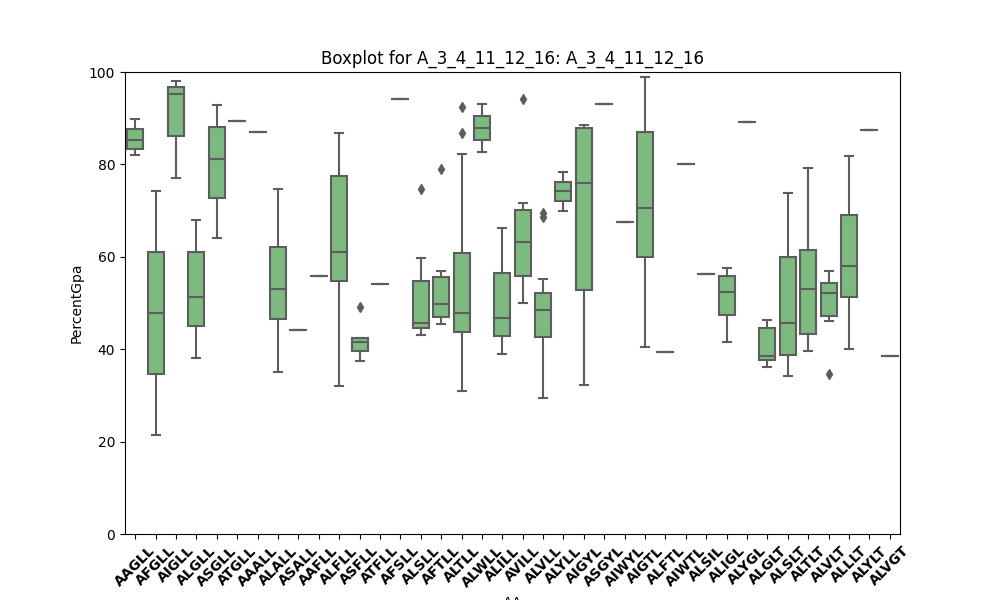 Boxplot for A_3_4_11_12_16: A_3_4_11_12_16
100
80
60
40
20
0
PercentGpa
AAGLL AFGLL AIGLL ALGLL ASGLL ATGLL AAALL ALALL ASALL AAFLL ALFLL ASFLL ATFLL AFSLL ALSLL AFTLL ALTLL ALWLL ALILL AVILL ALVLL ALYLL AIGYL ASGYL AIWYL AIGTL ALFTL AIWTL ALSIL ALIGL ALYGL ALGLT ALSLT ALTLT ALVLT ALLLT ALYLT ALVGT
AA